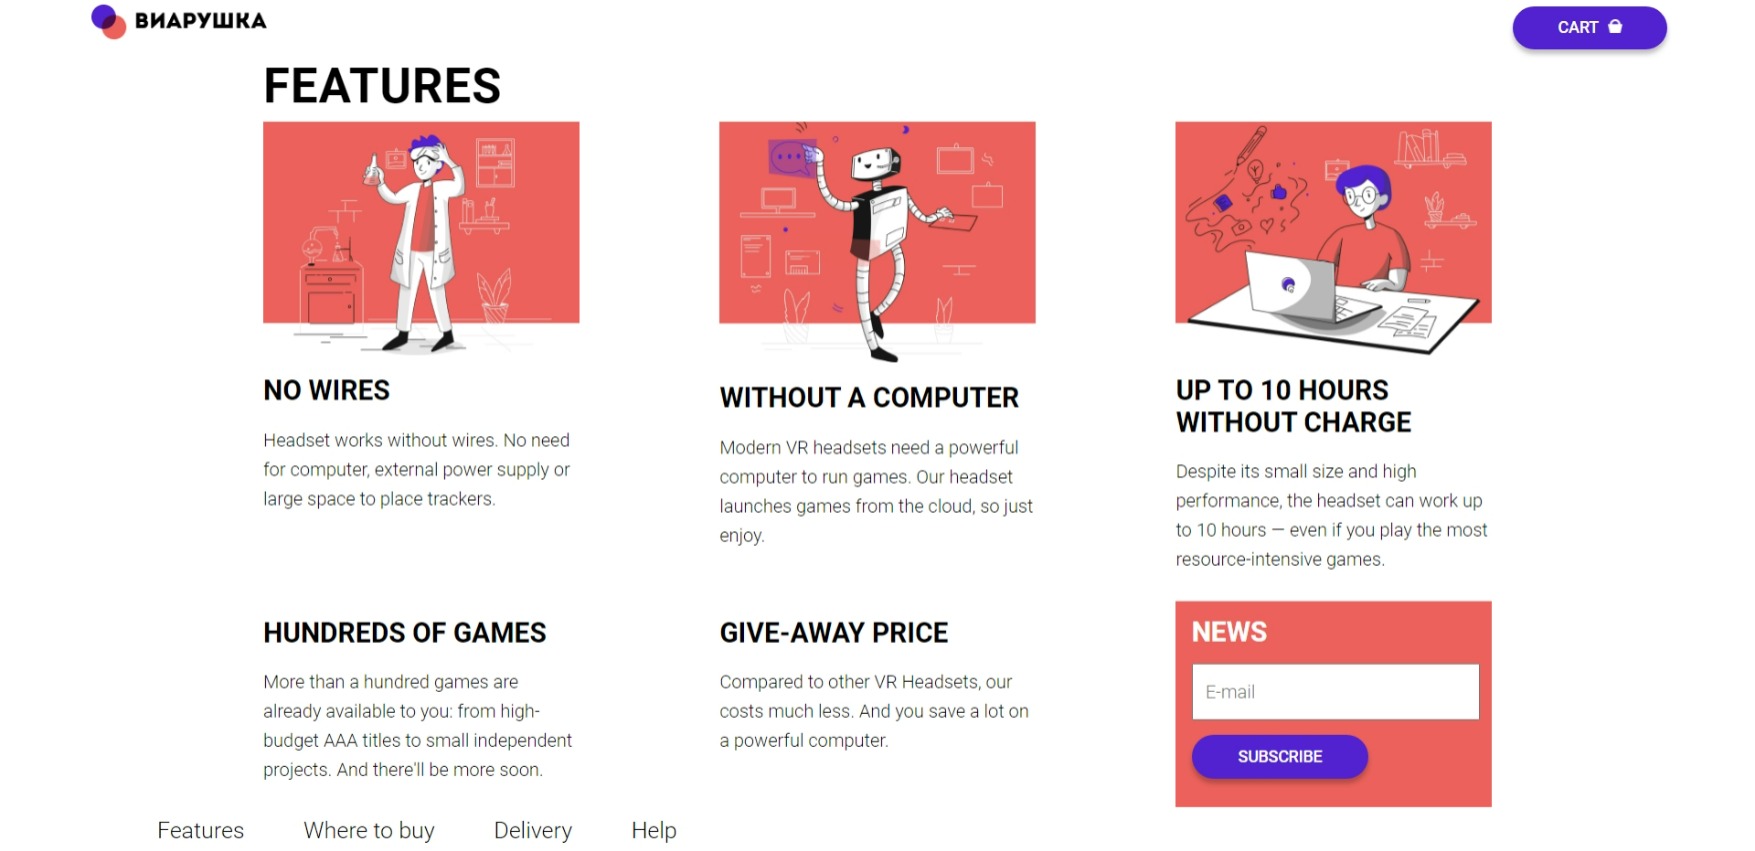 ВИАРУШКА
CART
FEATURES
NO WIRES
Headset works without wires. No need
for computer, external power supply or
large space to place trackers.
WITHOUT A COMPUTER
Modern VR headsets need a powerful
computer to run games. Our headset
launches games from the cloud, so just
enjoy.
UP TO 10 HOURS
WITHOUT CHARGE
Despite its small size and high
performance, the headset can work up
to 10 hours — even if you play the most
resource-intensive games.
HUNDREDS OF GAMES
More than a hundred games are
already available to you: from high-
budget AAA titles to small independent
projects. And there'll be more soon.
GIVE-AWAY PRICE
Compared to other VR Headsets, our
costs much less. And you save a lot on
a powerful computer.
NEWS
E-mail
SUBSCRIBE
Features
Where to buy
Delivery
Help